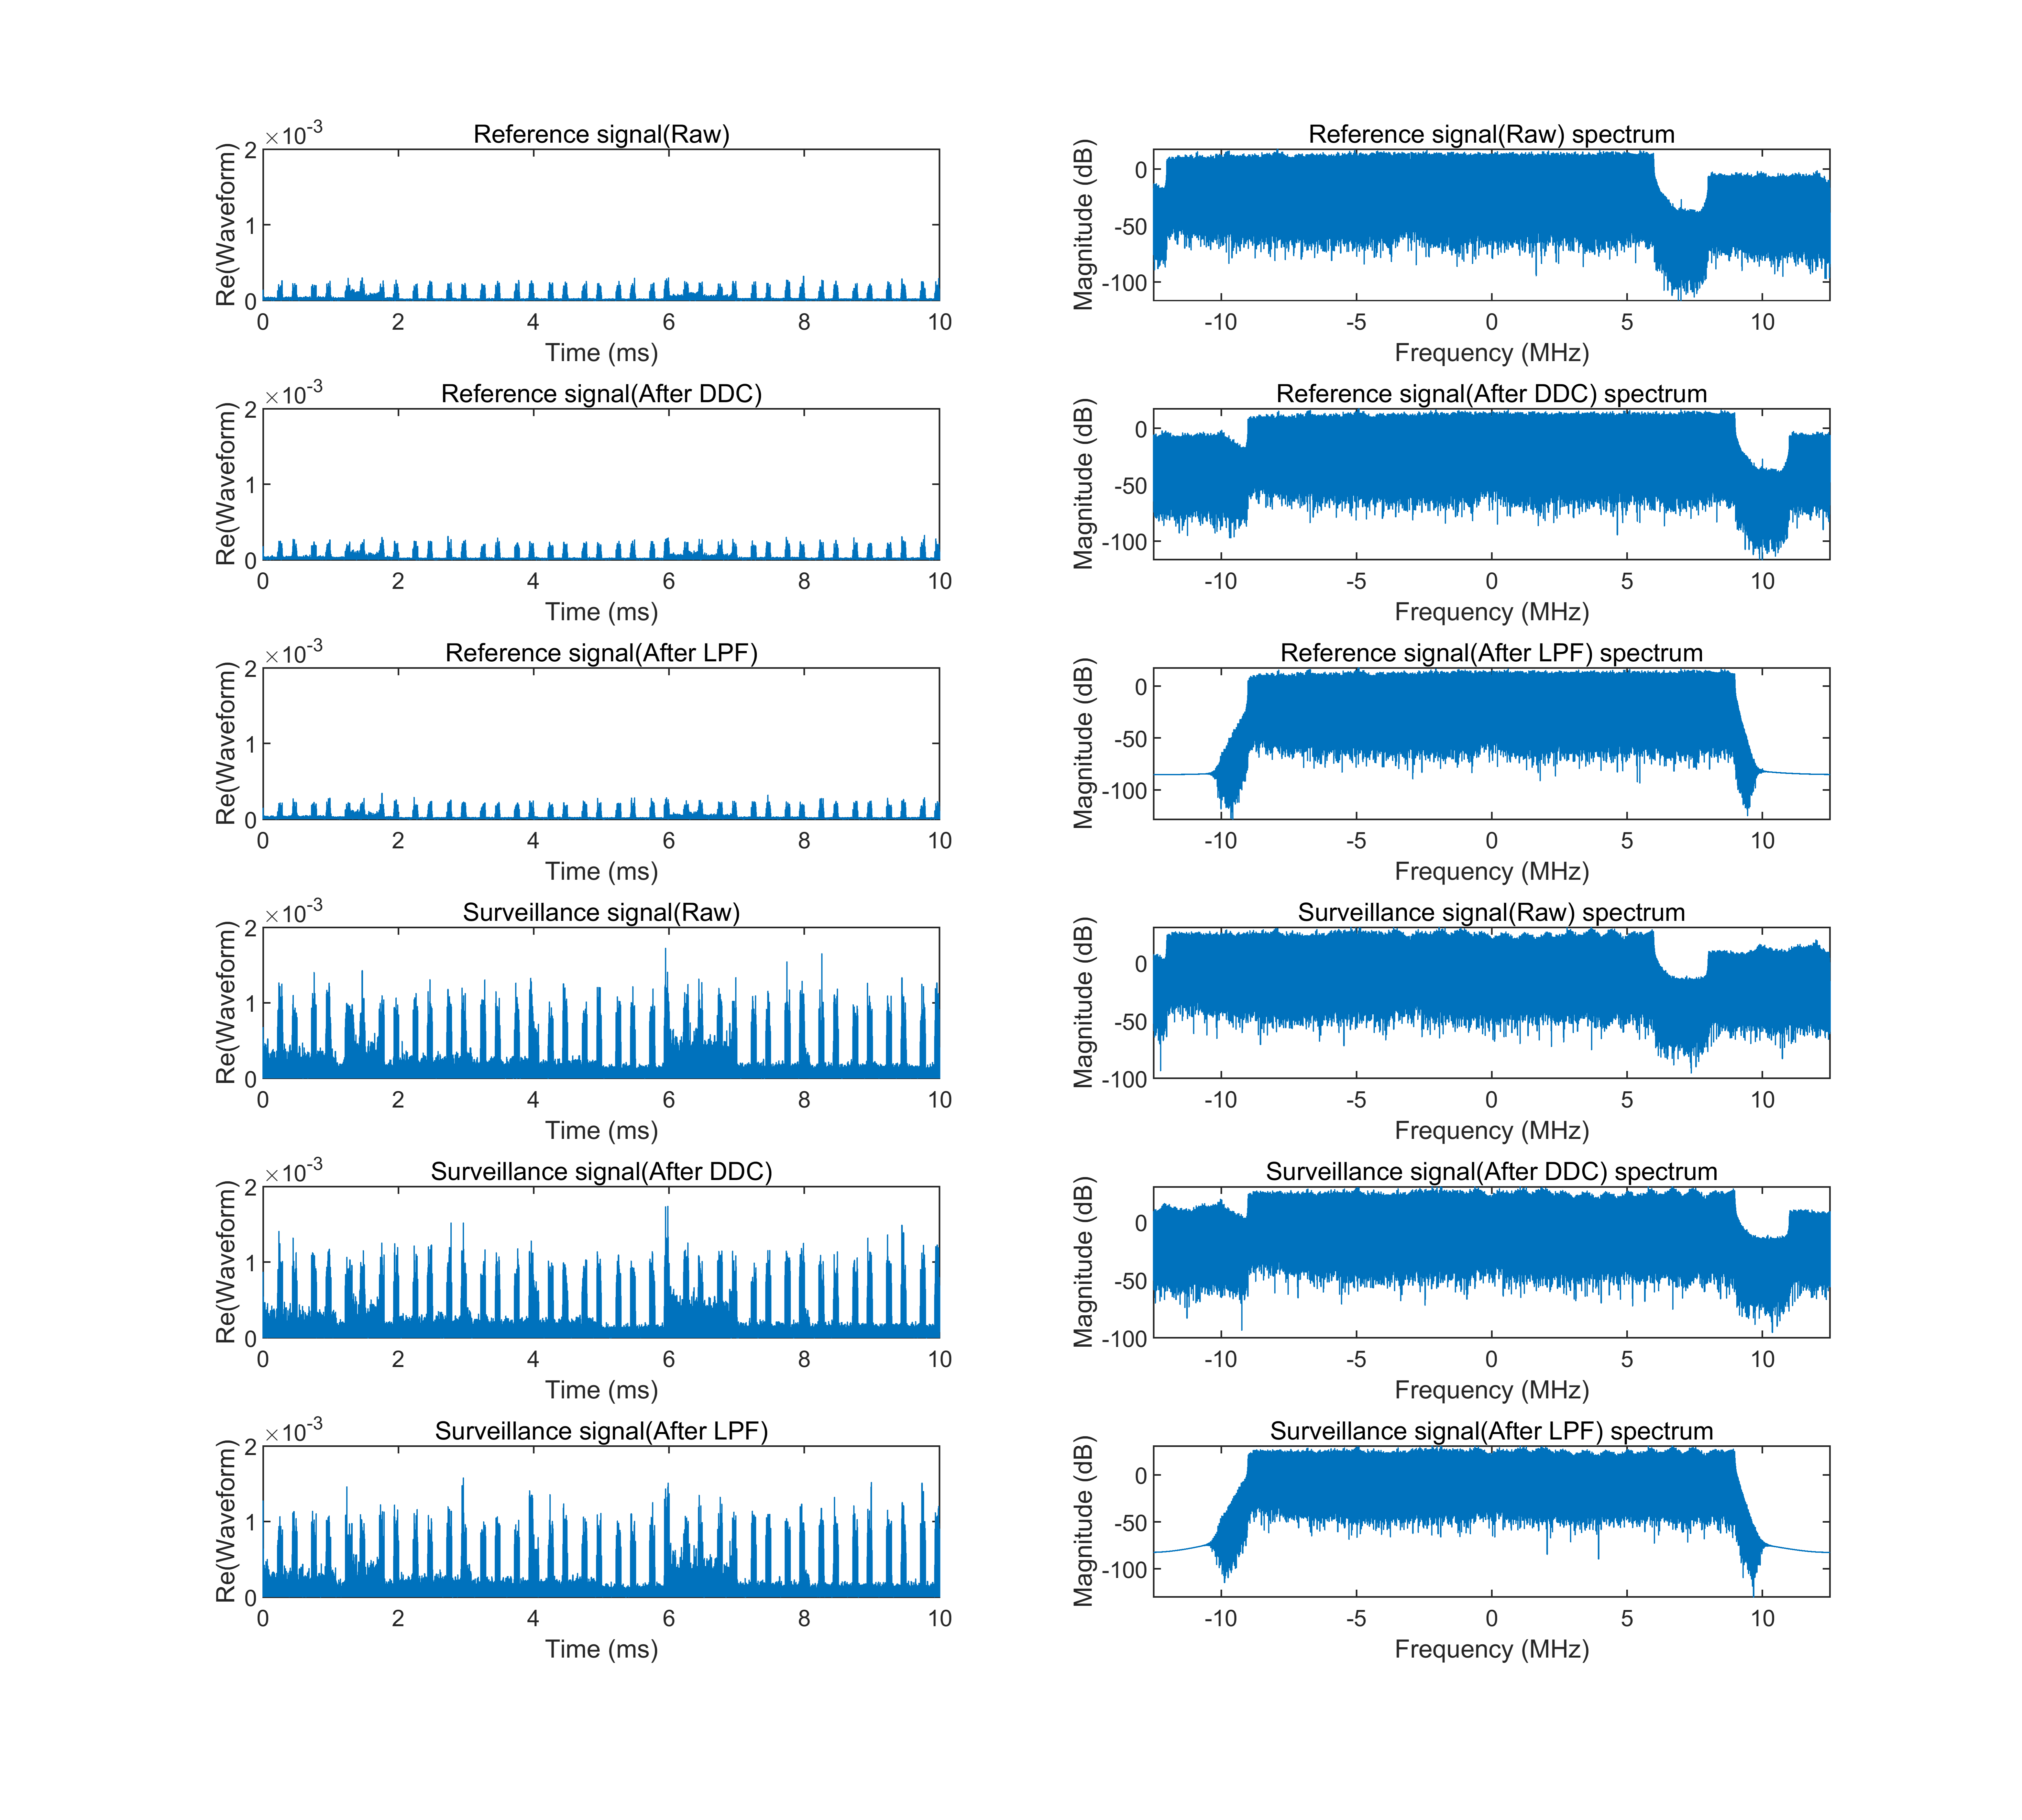 Reference signal(Raw)
×10-3
Re(Waveform)
2
1
0
0 2 4 6 8 10
Time (ms)
Reference signal(Raw) spectrum
Magnitude (dB)
0
-50
-100
-10 -5 0 5 10
Frequency (MHz)
Reference signal(After DDC)
×10-3
Re(Waveform)
2
1
0
0 2 4 6 8 10
Time (ms)
Reference signal(After DDC) spectrum
Magnitude (dB)
0
-50
-100
-10 -5 0 5 10
Frequency (MHz)
Reference signal(After LPF)
×10-3
Re(Waveform)
2
1
0
0 2 4 6 8 10
Time (ms)
Reference signal(After LPF) spectrum
Magnitude (dB)
0
-50
-100
-10 -5 0 5 10
Frequency (MHz)
Surveillance signal(Raw)
×10-3
Re(Waveform)
2
1
0
0 2 4 6 8 10
Time (ms)
Surveillance signal(Raw) spectrum
Magnitude (dB)
0
-50
-100
-10 -5 0 5 10
Frequency (MHz)
Surveillance signal(After DDC)
×10-3
Re(Waveform)
2
1
0
0 2 4 6 8 10
Time (ms)
Surveillance signal(After DDC) spectrum
Magnitude (dB)
0
-50
-100
-10 -5 0 5 10
Frequency (MHz)
Surveillance signal(After LPF)
×10-3
Re(Waveform)
2
1
0
0 2 4 6 8 10
Time (ms)
Surveillance signal(After LPF) spectrum
Magnitude (dB)
0
-50
-100
-10 -5 0 5 10
Frequency (MHz)